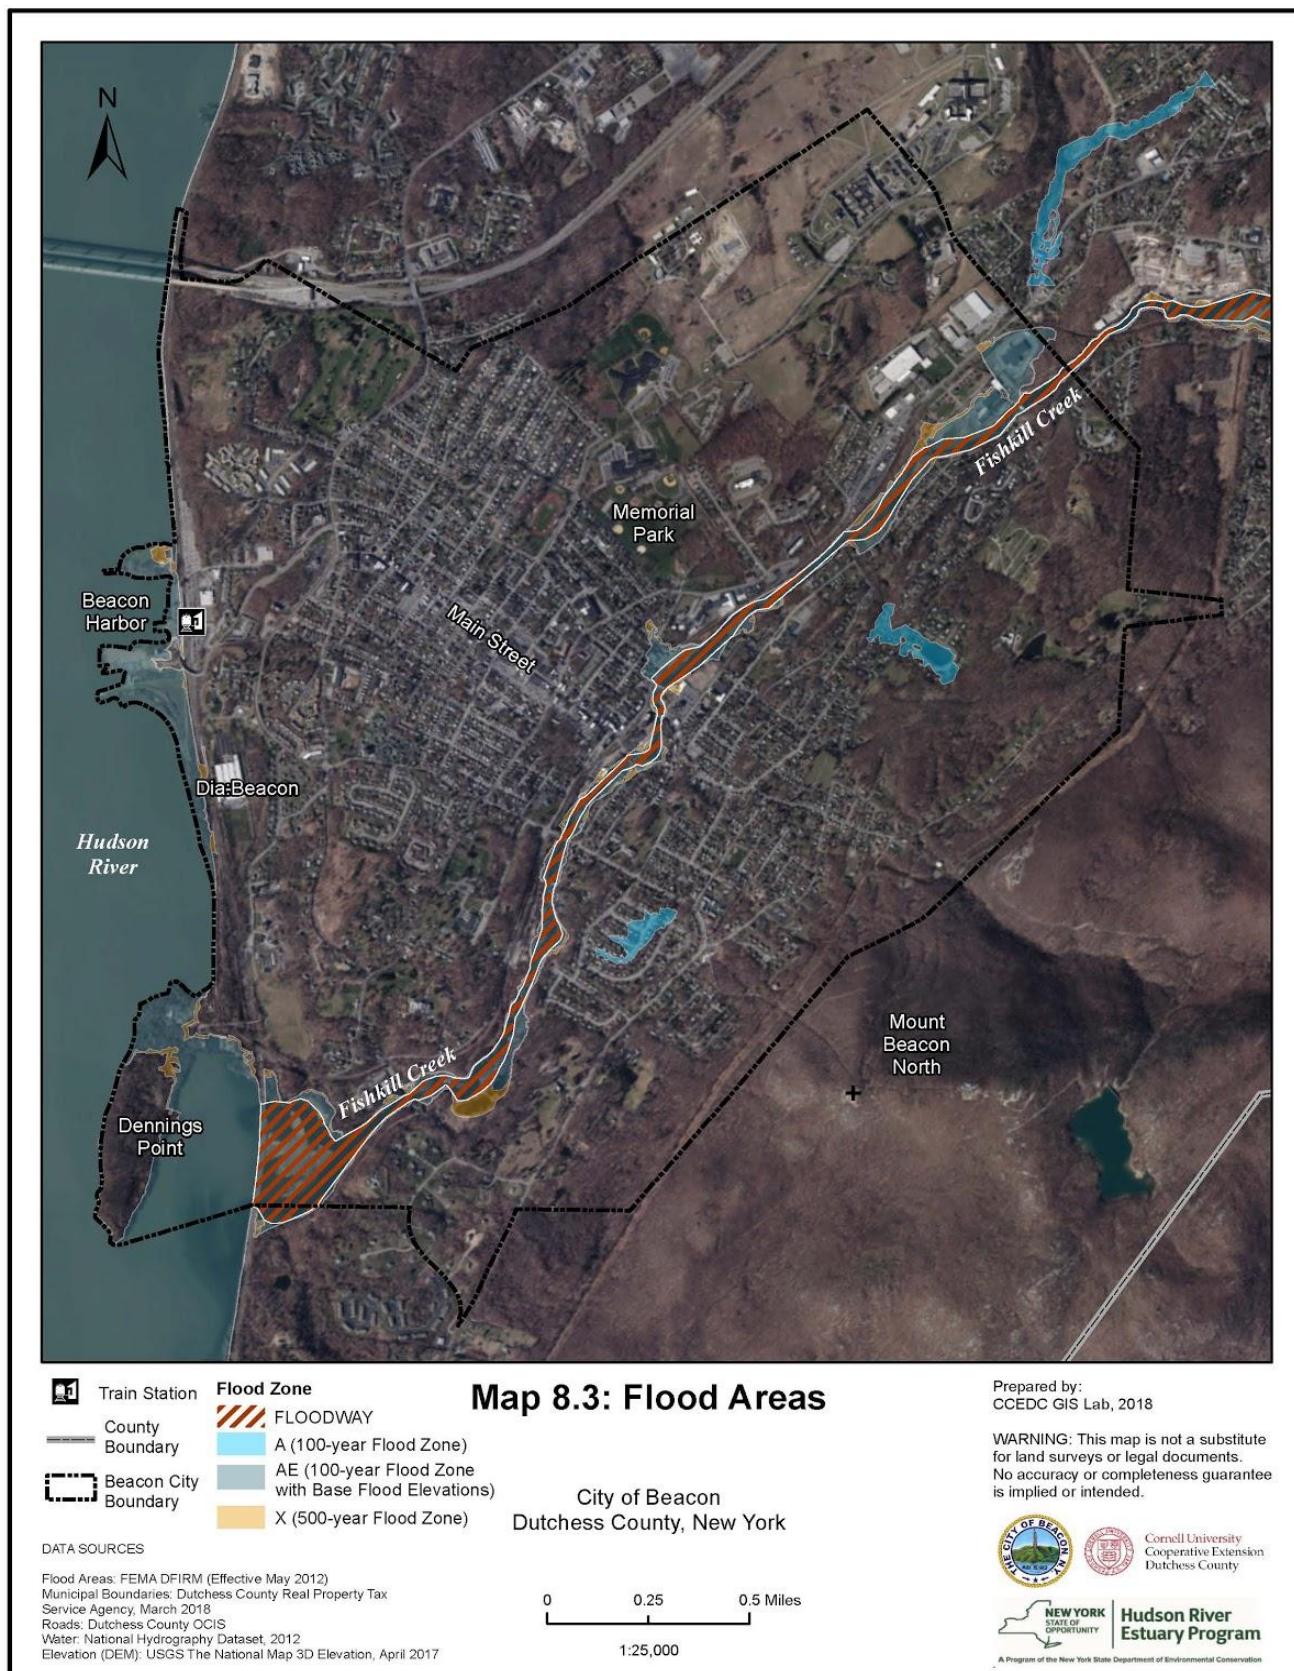 N
Fishkill Creek
Memorial
Park
Beacon
Harbor
Main Street
Dia:Beacon
Hudson
River
Mount
Beacon
North
Fishkill Creek
Dennings
Point
Train Station
County
Boundary
Beacon City
Boundary
Flood Zone
FLOODWAY
A (100-year Flood Zone)
AE (100-year Flood Zone
with Base Flood Elevations)
X (500-year Flood Zone)
Map 8.3: Flood Areas
City of Beacon
Dutchess County, New York
0 0.25 0.5 Miles
1:25,000
DATA SOURCES
Flood Areas: FEMA DFIRM (Effective May 2012)
Municipal Boundaries: Dutchess County Real Property Tax
Service Agency, March 2018
Roads: Dutchess County OCIS
Water: National Hydrography Dataset, 2012
Elevation (DEM): USGS The National Map 3D Elevation, April 2017
Prepared by:
CCEDC GIS Lab, 2018
WARNING: This map is not a substitute
for land surveys or legal documents.
No accuracy or completeness guarantee
is implied or intended.
THE CITY OF BEACON N.Y.
Cornell University
Cooperative Extension
Dutchess County
NEW YORK
STATE OF
OPPORTUNITY
Hudson River
Estuary Program
A Program of the New York State Department of Environmental Conservation